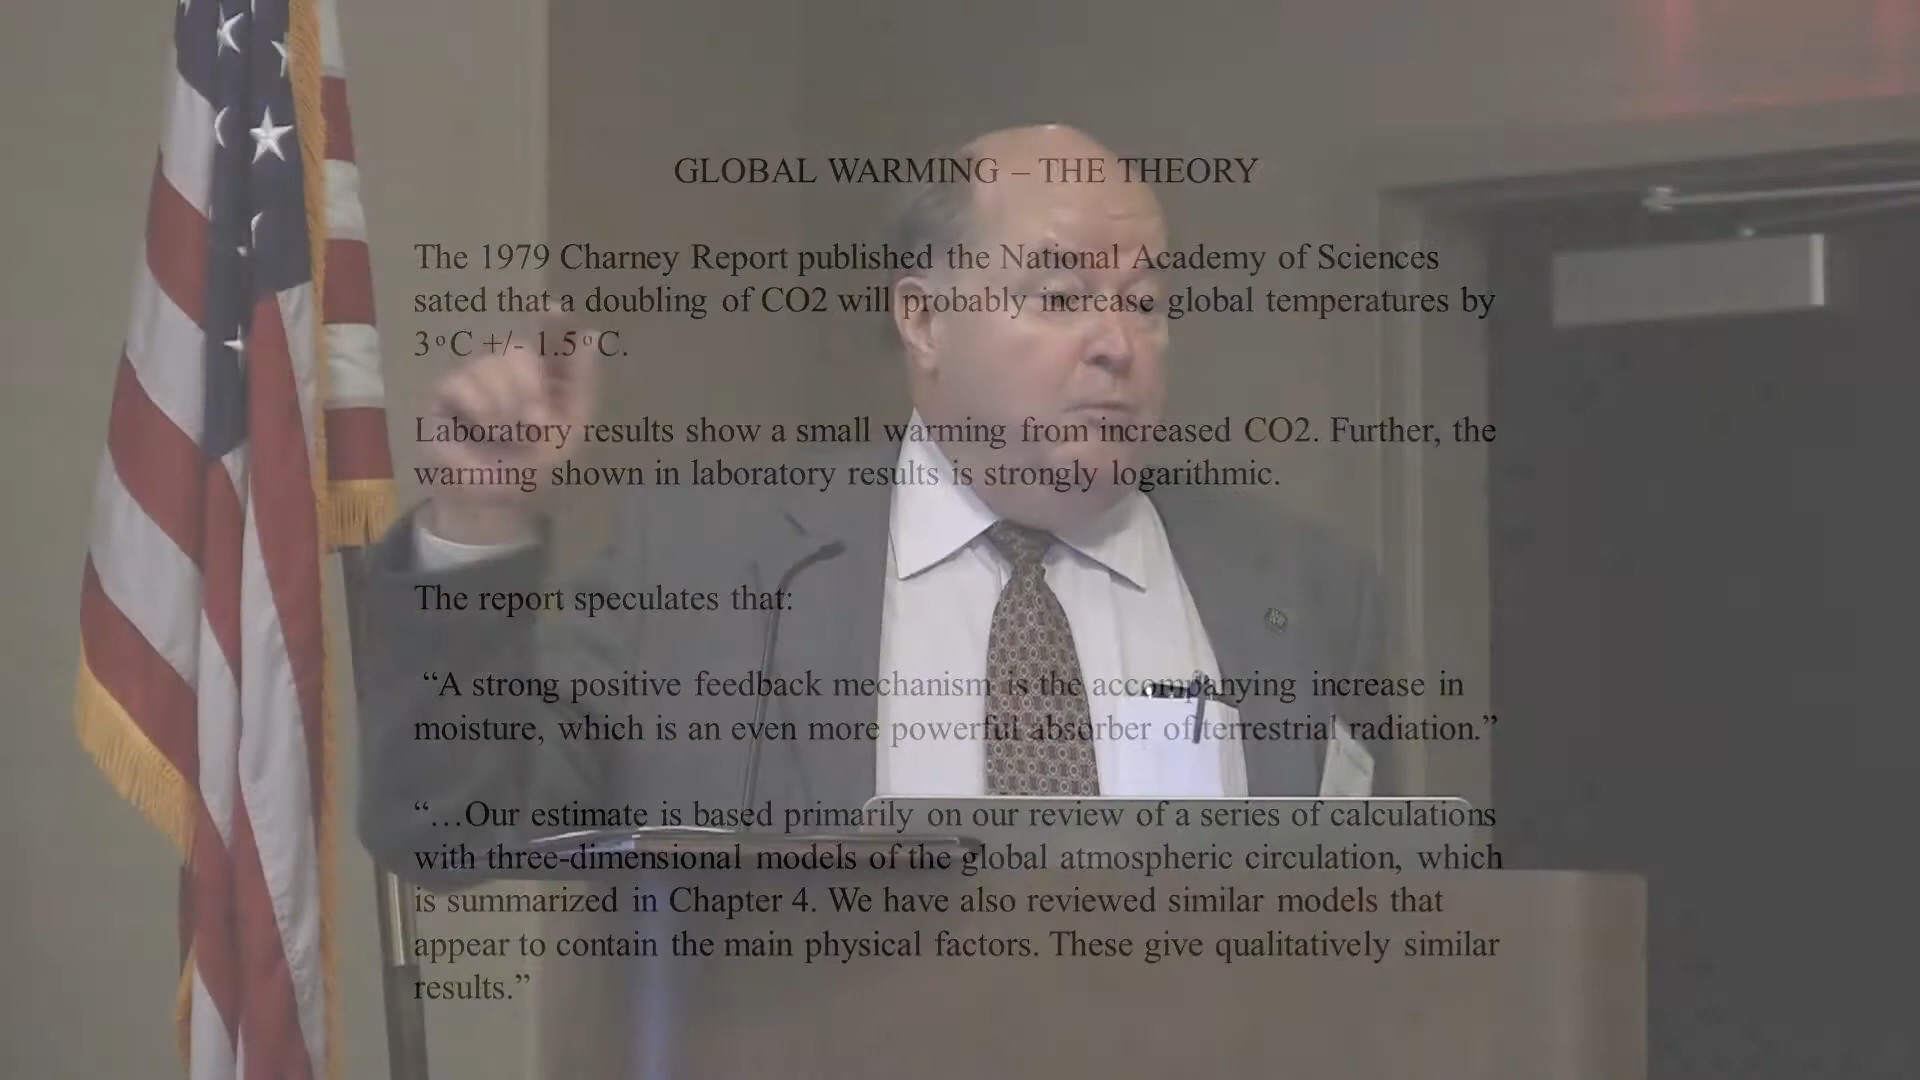 GLOBAL WARMING – THE THEORY
The 1979 Charney Report published the National Academy of Sciences
sated that a doubling of CO2 will probably increase global temperatures by
3°C +/- 1.5°C.
Laboratory results show a small warming from increased CO2. Further, the
warming shown in laboratory results is strongly logarithmic.
The report speculates that:
“A strong positive feedback mechanism is the accompanying increase in
moisture, which is an even more powerful absorber of terrestrial radiation.”
“…Our estimate is based primarily on our review of a series of calculations
with three-dimensional models of the global atmospheric circulation, which
is summarized in Chapter 4. We have also reviewed similar models that
appear to contain the main physical factors. These give qualitatively similar
results.”